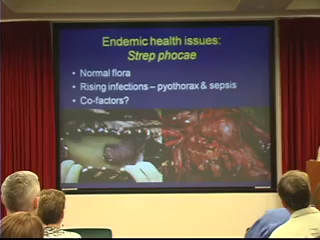 Endemic health issues:
Strep phocae
• Normal flora
• Rising infections – pyothorax & sepsis
• Co-factors?